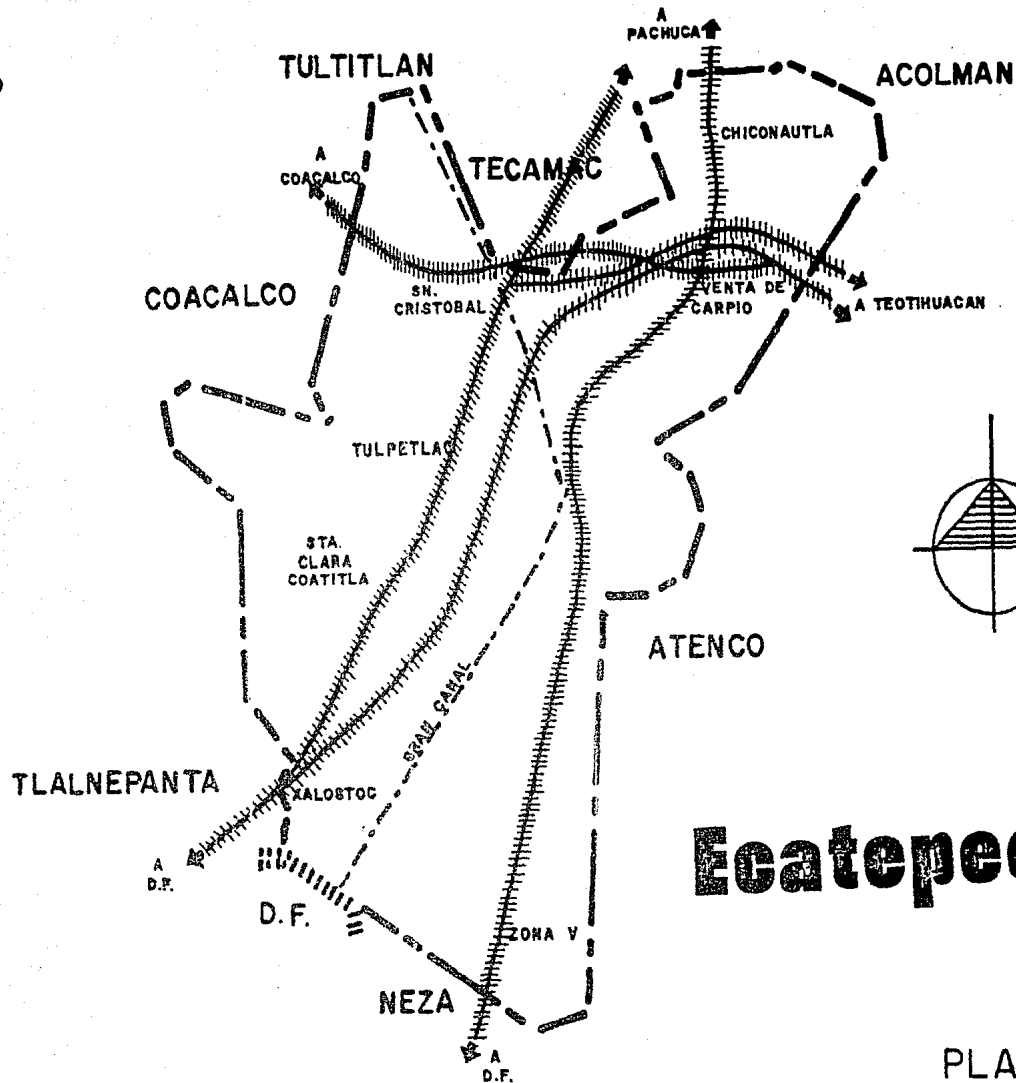 A
PACHUCA
TULTITLAN
ACOLMAN
CHICONAUTLA
A
COACALCO
TECAMAC
COACALCO
SN.
CRISTOBAL
VENTA DE
CARPIO
A TEOTIHUACAN
TULPETLAC
STA.
CLARA
COATITLA
ATENCO
GRAN CANAL
TLALNEPANTA
XALOSTOC
A
D.F.
D.F.
Ecatepec
ZONA V
NEZA
A
D.F.
PLA